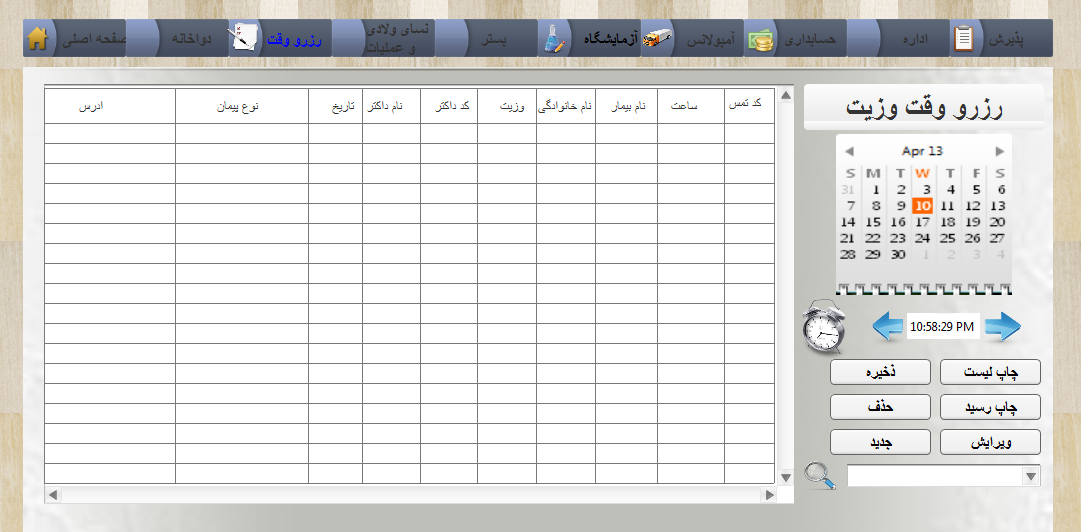 پذیرش
اداره
حسابداری
آمبولانس
آزمایشگاه
بستر
نسای ولادی
و عملیات
رزرو وقت
دواخانه
صفحه اصلی
رزرو وقت وزیت
کد تمس
ساعت
نام بیمار
نام خانوادگی
وزیت
کد داکتر
نام داکتر
تاریخ
نوع پیمان
ادرس
Apr 13
S M T W T F S
31 1 2 3 4 5 6
7 8 9 10 11 12 13
14 15 16 17 18 19 20
21 22 23 24 25 26 27
28 29 30 1 2 3 4
10:58:29 PM
چاپ لیست
ذخیره
چاپ رسید
حذف
ویرایش
جدید